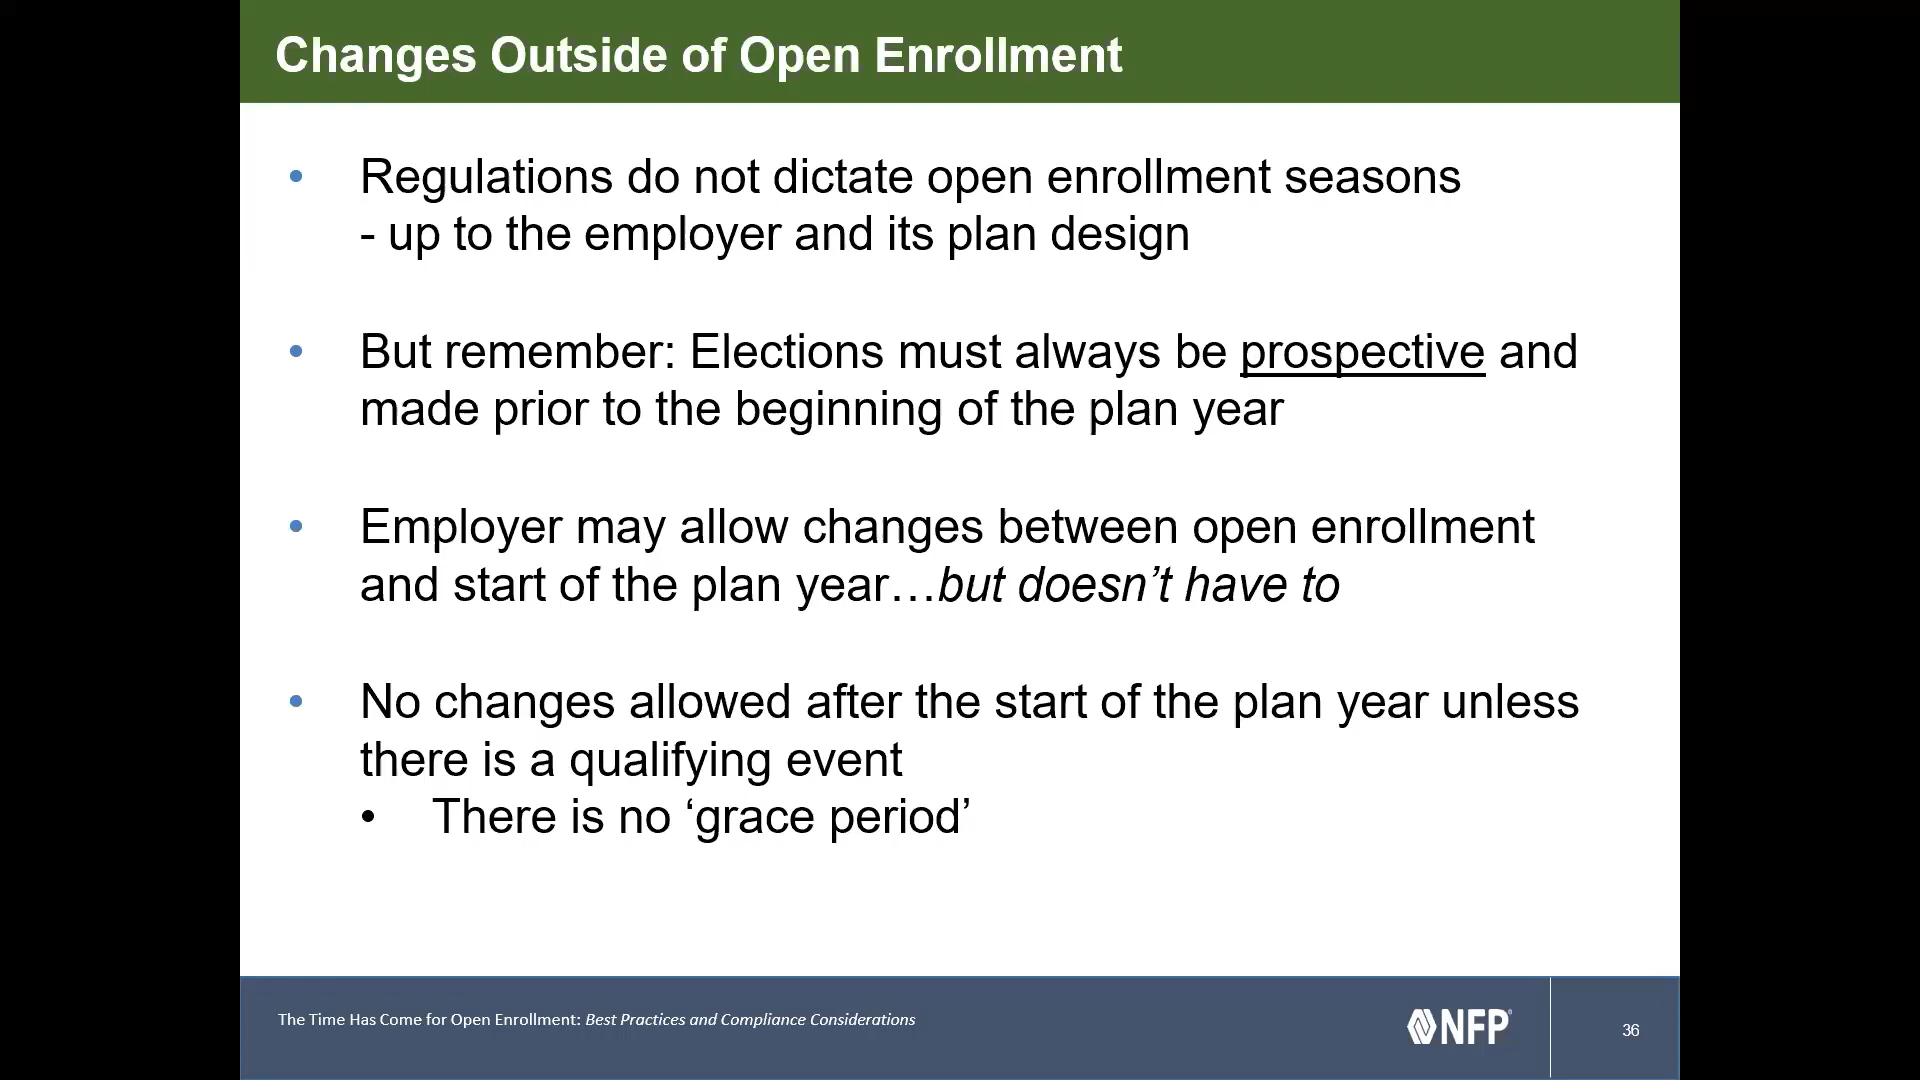 Changes Outside of Open Enrollment
• Regulations do not dictate open enrollment seasons
- up to the employer and its plan design
• But remember: Elections must always be prospective and
made prior to the beginning of the plan year
• Employer may allow changes between open enrollment
and start of the plan year…but doesn’t have to
• No changes allowed after the start of the plan year unless
there is a qualifying event
• There is no ‘grace period’
The Time Has Come for Open Enrollment: Best Practices and Compliance Considerations
NFP
36